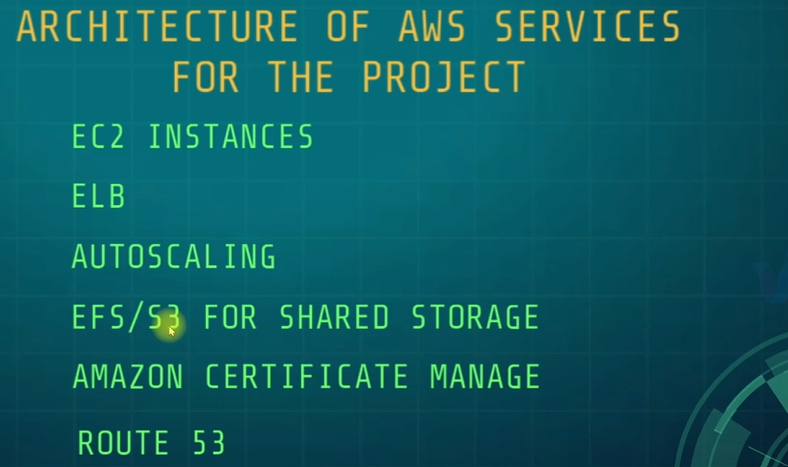 ARCHITECTURE OF AWS SERVICES
FOR THE PROJECT
EC2 INSTANCES
ELB
AUTOSCALING
EFS/S3 FOR SHARED STORAGE
AMAZON CERTIFICATE MANAGE
ROUTE 53